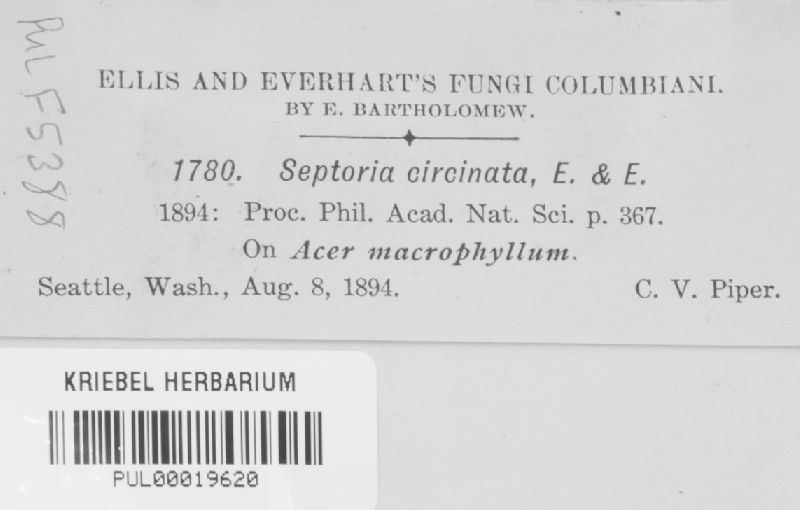 PUL F5388
ELLIS AND EVERHART'S FUNGI COLUMBIANI.
BY E. BARTHOLOMEW.
1780. Septoria circinata, E. & E.
1894: Proc. Phil. Acad. Nat. Sci. p. 367.
On Acer macrophyllum.
Seattle, Wash., Aug. 8, 1894. C. V. Piper.
KRIEBEL HERBARIUM
PUL00019620